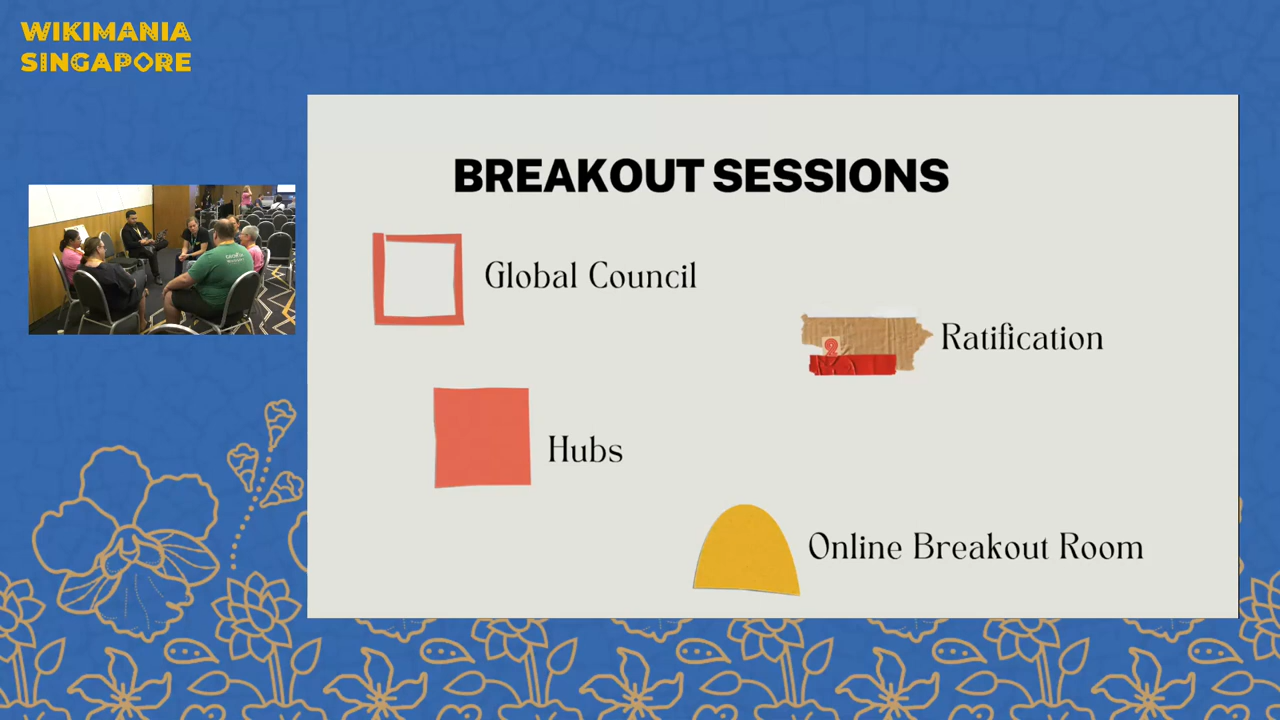 WIKIMANIA
SINGAPORE
BREAKOUT SESSIONS
Global Council
Ratification
Hubs
Online Breakout Room